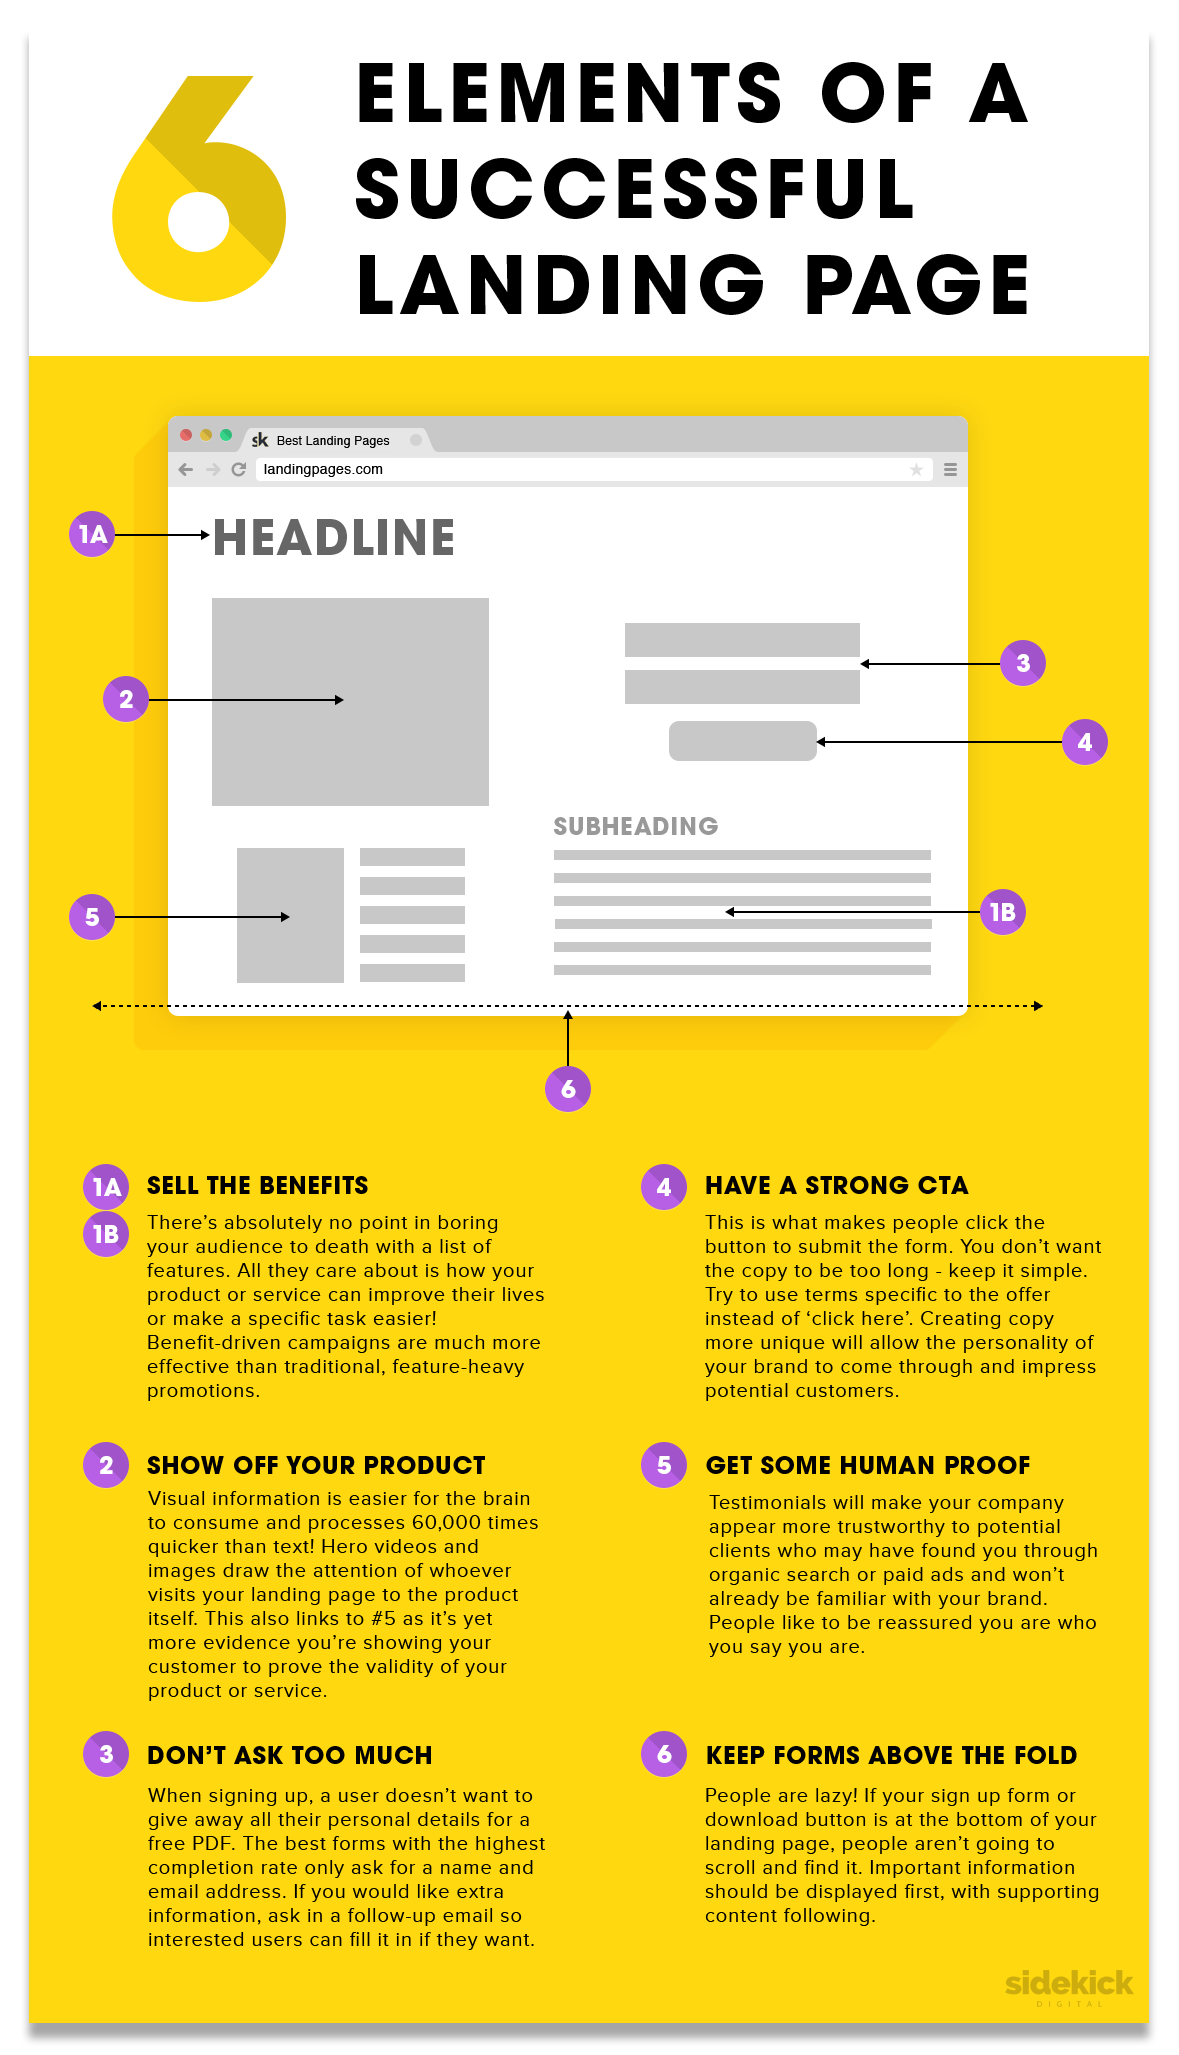 6
ELEMENTS OF A
SUCCESSFUL
LANDING PAGE
sk Best Landing Pages
landingpages.com
1A
HEADLINE
2
3
4
SUBHEADING
5
1B
6
1A
1B
SELL THE BENEFITS
There’s absolutely no point in boring
your audience to death with a list of
features. All they care about is how your
product or service can improve their lives
or make a specific task easier!
Benefit-driven campaigns are much more
effective than traditional, feature-heavy
promotions.
2
SHOW OFF YOUR PRODUCT
Visual information is easier for the brain
to consume and processes 60,000 times
quicker than text! Hero videos and
images draw the attention of whoever
visits your landing page to the product
itself. This also links to #5 as it’s yet
more evidence you’re showing your
customer to prove the validity of your
product or service.
3
DON’T ASK TOO MUCH
When signing up, a user doesn’t want to
give away all their personal details for a
free PDF. The best forms with the highest
completion rate only ask for a name and
email address. If you would like extra
information, ask in a follow-up email so
interested users can fill it in if they want.
4
HAVE A STRONG CTA
This is what makes people click the
button to submit the form. You don’t want
the copy to be too long - keep it simple.
Try to use terms specific to the offer
instead of ‘click here’. Creating copy
more unique will allow the personality of
your brand to come through and impress
potential customers.
5
GET SOME HUMAN PROOF
Testimonials will make your company
appear more trustworthy to potential
clients who may have found you through
organic search or paid ads and won’t
already be familiar with your brand.
People like to be reassured you are who
you say you are.
6
KEEP FORMS ABOVE THE FOLD
People are lazy! If your sign up form or
download button is at the bottom of your
landing page, people aren’t going to
scroll and find it. Important information
should be displayed first, with supporting
content following.
sidekick
DIGITAL